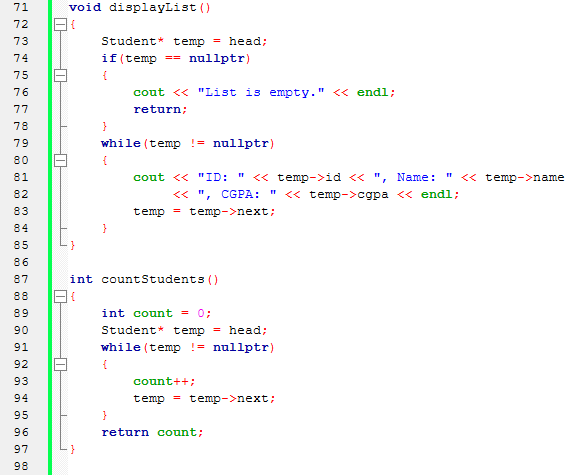 71 void displayList()
72 {
73     Student* temp = head;
74     if(temp == nullptr)
75     {
76         cout << "List is empty." << endl;
77         return;
78     }
79     while(temp != nullptr)
80     {
81         cout << "ID: " << temp->id << ", Name: " << temp->name
82              << ", CGPA: " << temp->cgpa << endl;
83         temp = temp->next;
84     }
85 }
86
87 int countStudents()
88 {
89     int count = 0;
90     Student* temp = head;
91     while(temp != nullptr)
92     {
93         count++;
94         temp = temp->next;
95     }
96     return count;
97 }
98